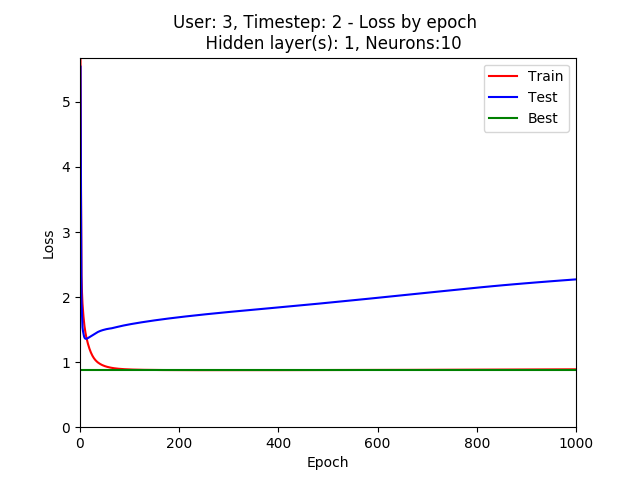 User: 3, Timestep: 2 - Loss by epoch
Hidden layer(s): 1, Neurons:10
Train
Test
Best
5
4
3
2
1
0
Loss
0 200 400 600 800 1000
Epoch